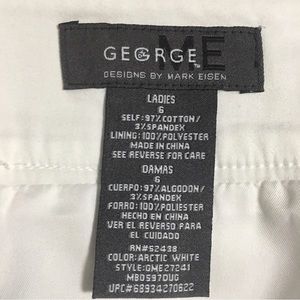 GEORGE
ME
DESIGNS BY MARK EISEN
LADIES
6
SELF: 97% COTTON/
3% SPANDEX
LINING: 100% POLYESTER
MADE IN CHINA
SEE REVERSE FOR CARE
DAMAS
6
CUERPO: 97% ALGODON/
3% SPANDEX
FORRO: 100% POLIESTER
HECHO EN CHINA
VER EL REVERSO PARA
EL CUIDADO
RN#52438
COLOR: ARCTIC WHITE
STYLE: GME27241
MBDS97DUG
UPC#68934270822